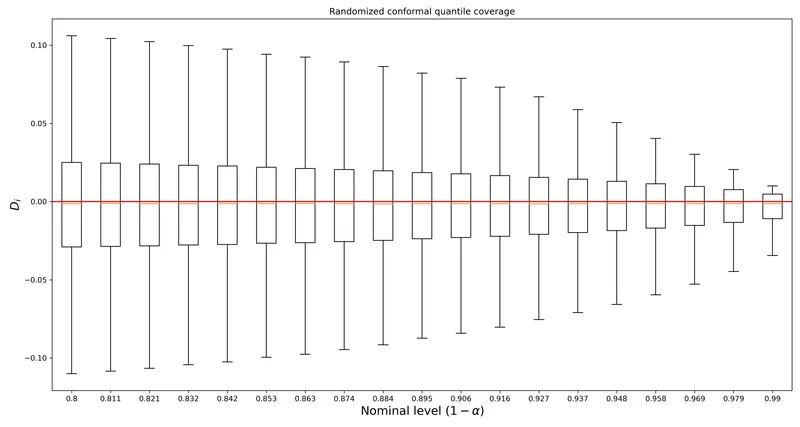 Randomized conformal quantile coverage
0.10
0.05
0.00
−0.05
−0.10
D_i
0.8 0.811 0.821 0.832 0.842 0.853 0.863 0.874 0.884 0.895 0.906 0.916 0.927 0.937 0.948 0.958 0.969 0.979 0.99
Nominal level (1 − α)